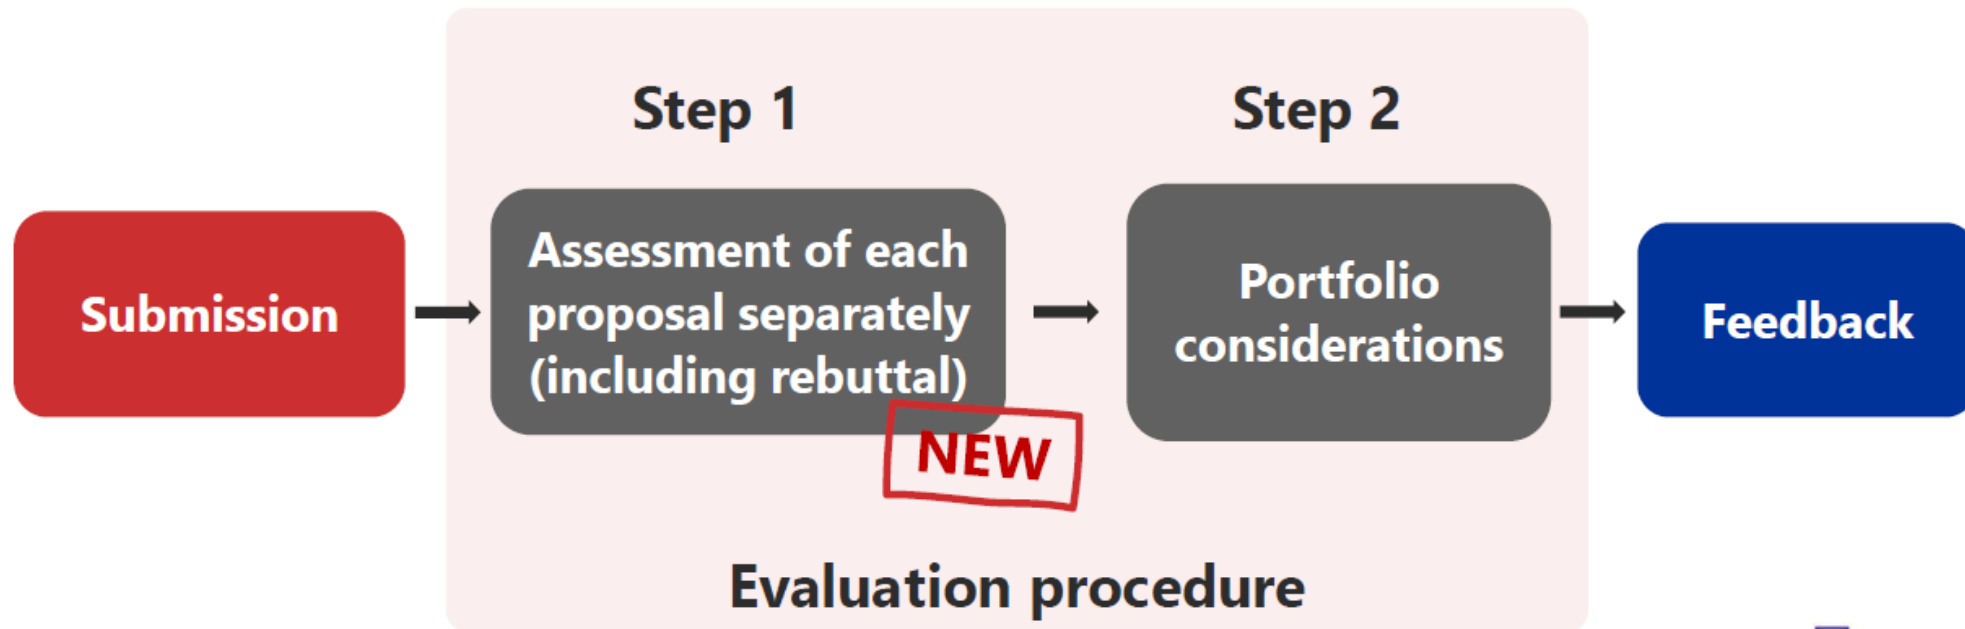 Step 1
Step 2
Submission
Assessment of each
proposal separately
(including rebuttal)
NEW
Portfolio
considerations
Feedback
Evaluation procedure